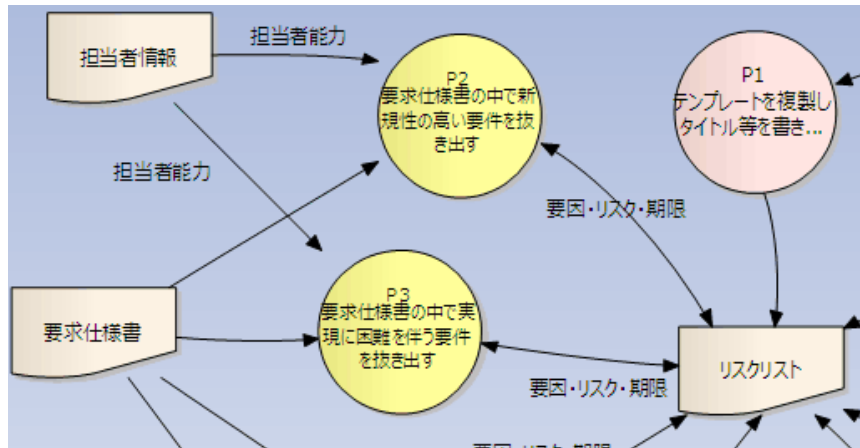 担当者情報
担当者能力
P2
要求仕様書の中で新
規性の高い要件を抜
き出す
P1
テンプレートを複製し
タイトル等を書き...
担当者能力
要因・リスク・期限
P3
要求仕様書の中で実
現に困難を伴う要件
を抜き出す
要求仕様書
リスクリスト
要因・リスク・期限